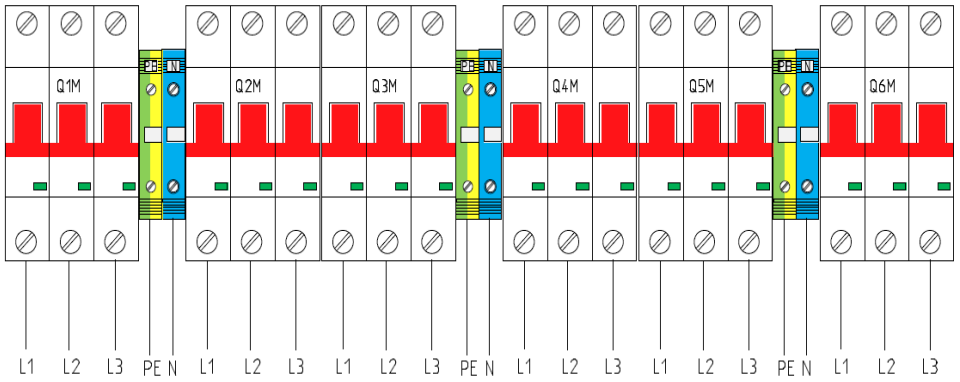 PE N PE N PE N
Q1M Q2M Q3M Q4M Q5M Q6M
L1 L2 L3 PE N L1 L2 L3 L1 L2 L3 PE N L1 L2 L3 L1 L2 L3 PE N L1 L2 L3